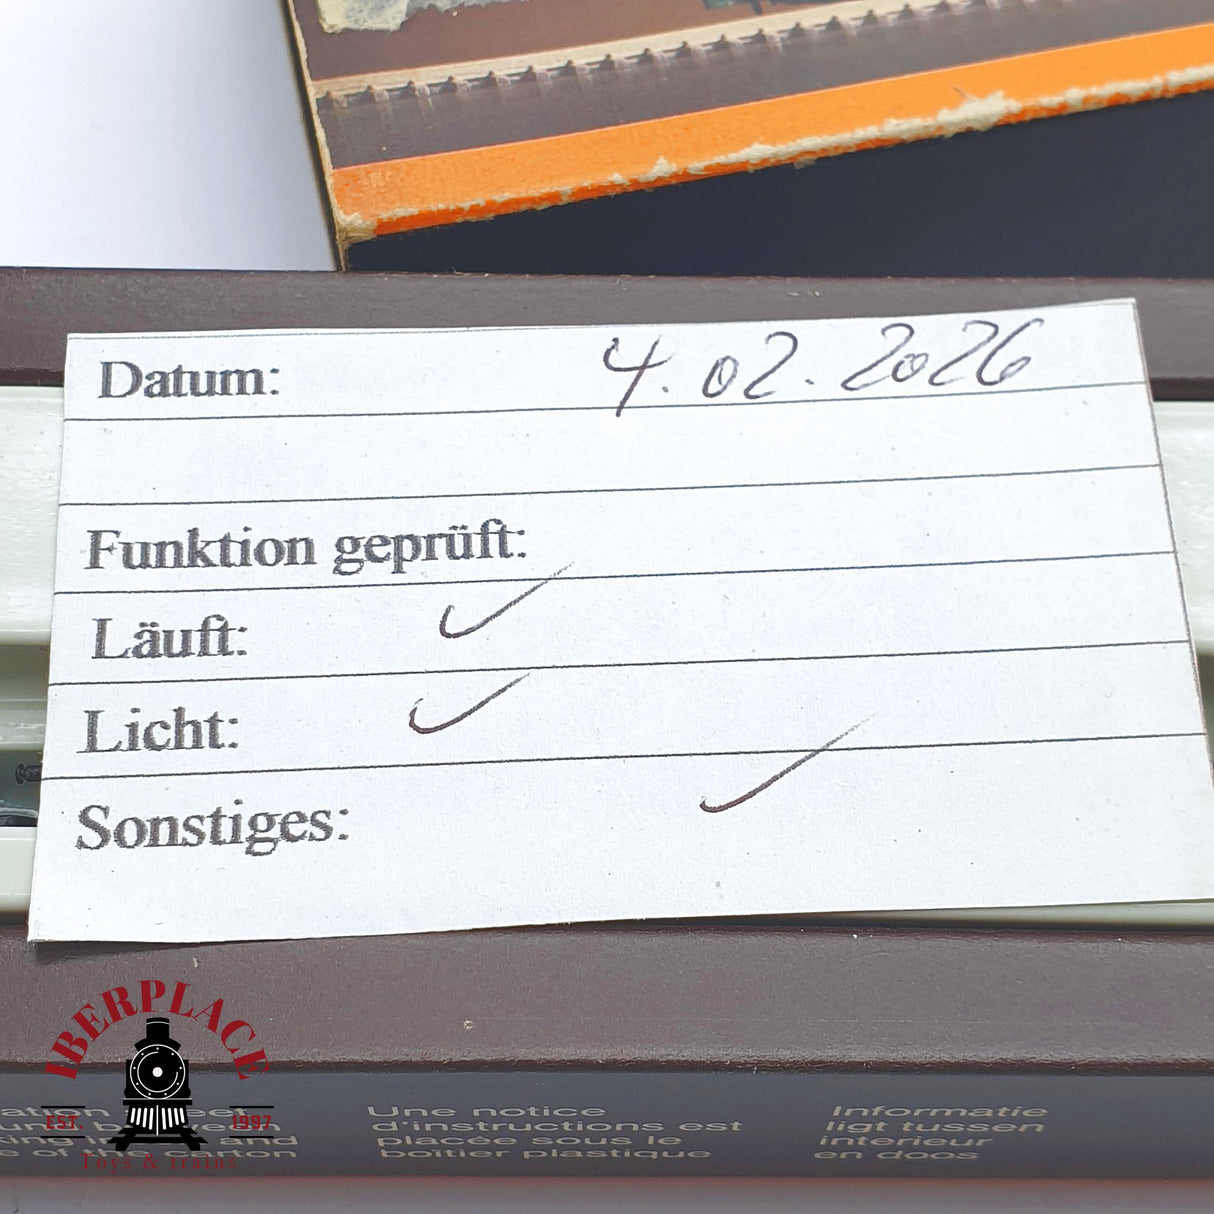 Datum: 4.02.2026
Funktion geprüft:
Läuft: ✓
Licht: ✓
Sonstiges: ✓
IBERPLACE
EST. 1997
Toys & trains
Une notice
d'instructions est
placée sous le
boîtier plastique
Informatie
ligt tussen
interieur
en doos